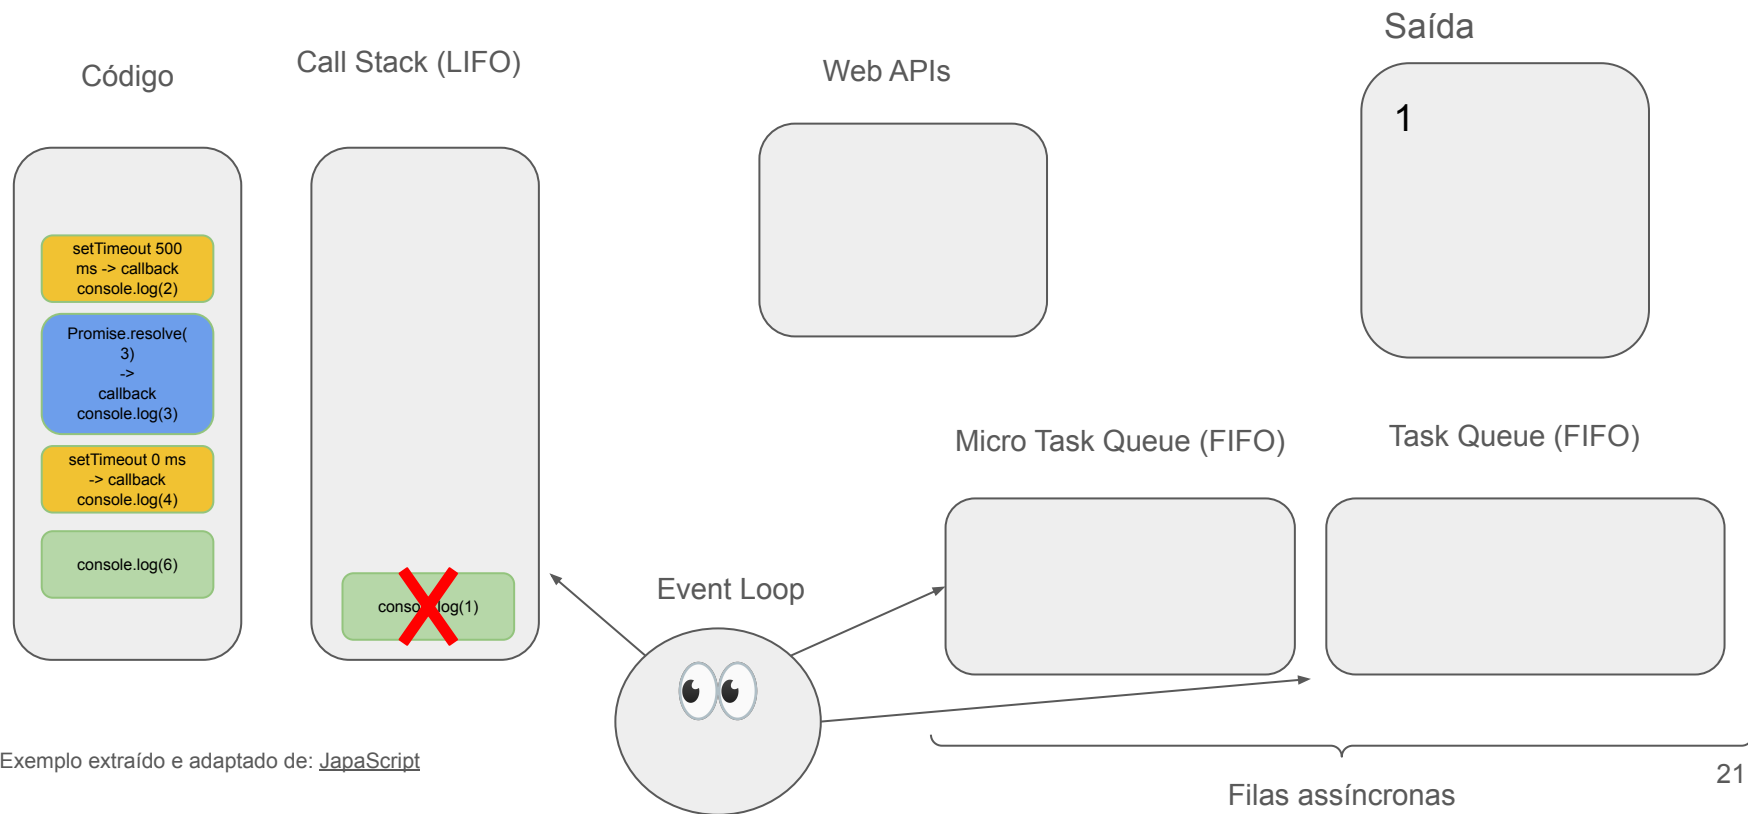 Código
Call Stack (LIFO)
Web APIs
Saída
1
setTimeout 500
ms -> callback
console.log(2)
Promise.resolve(
3)
->
callback
console.log(3)
setTimeout 0 ms
-> callback
console.log(4)
console.log(6)
console.log(1)
Event Loop
Micro Task Queue (FIFO)
Task Queue (FIFO)
Filas assíncronas
Exemplo extraído e adaptado de: JapaScript
21